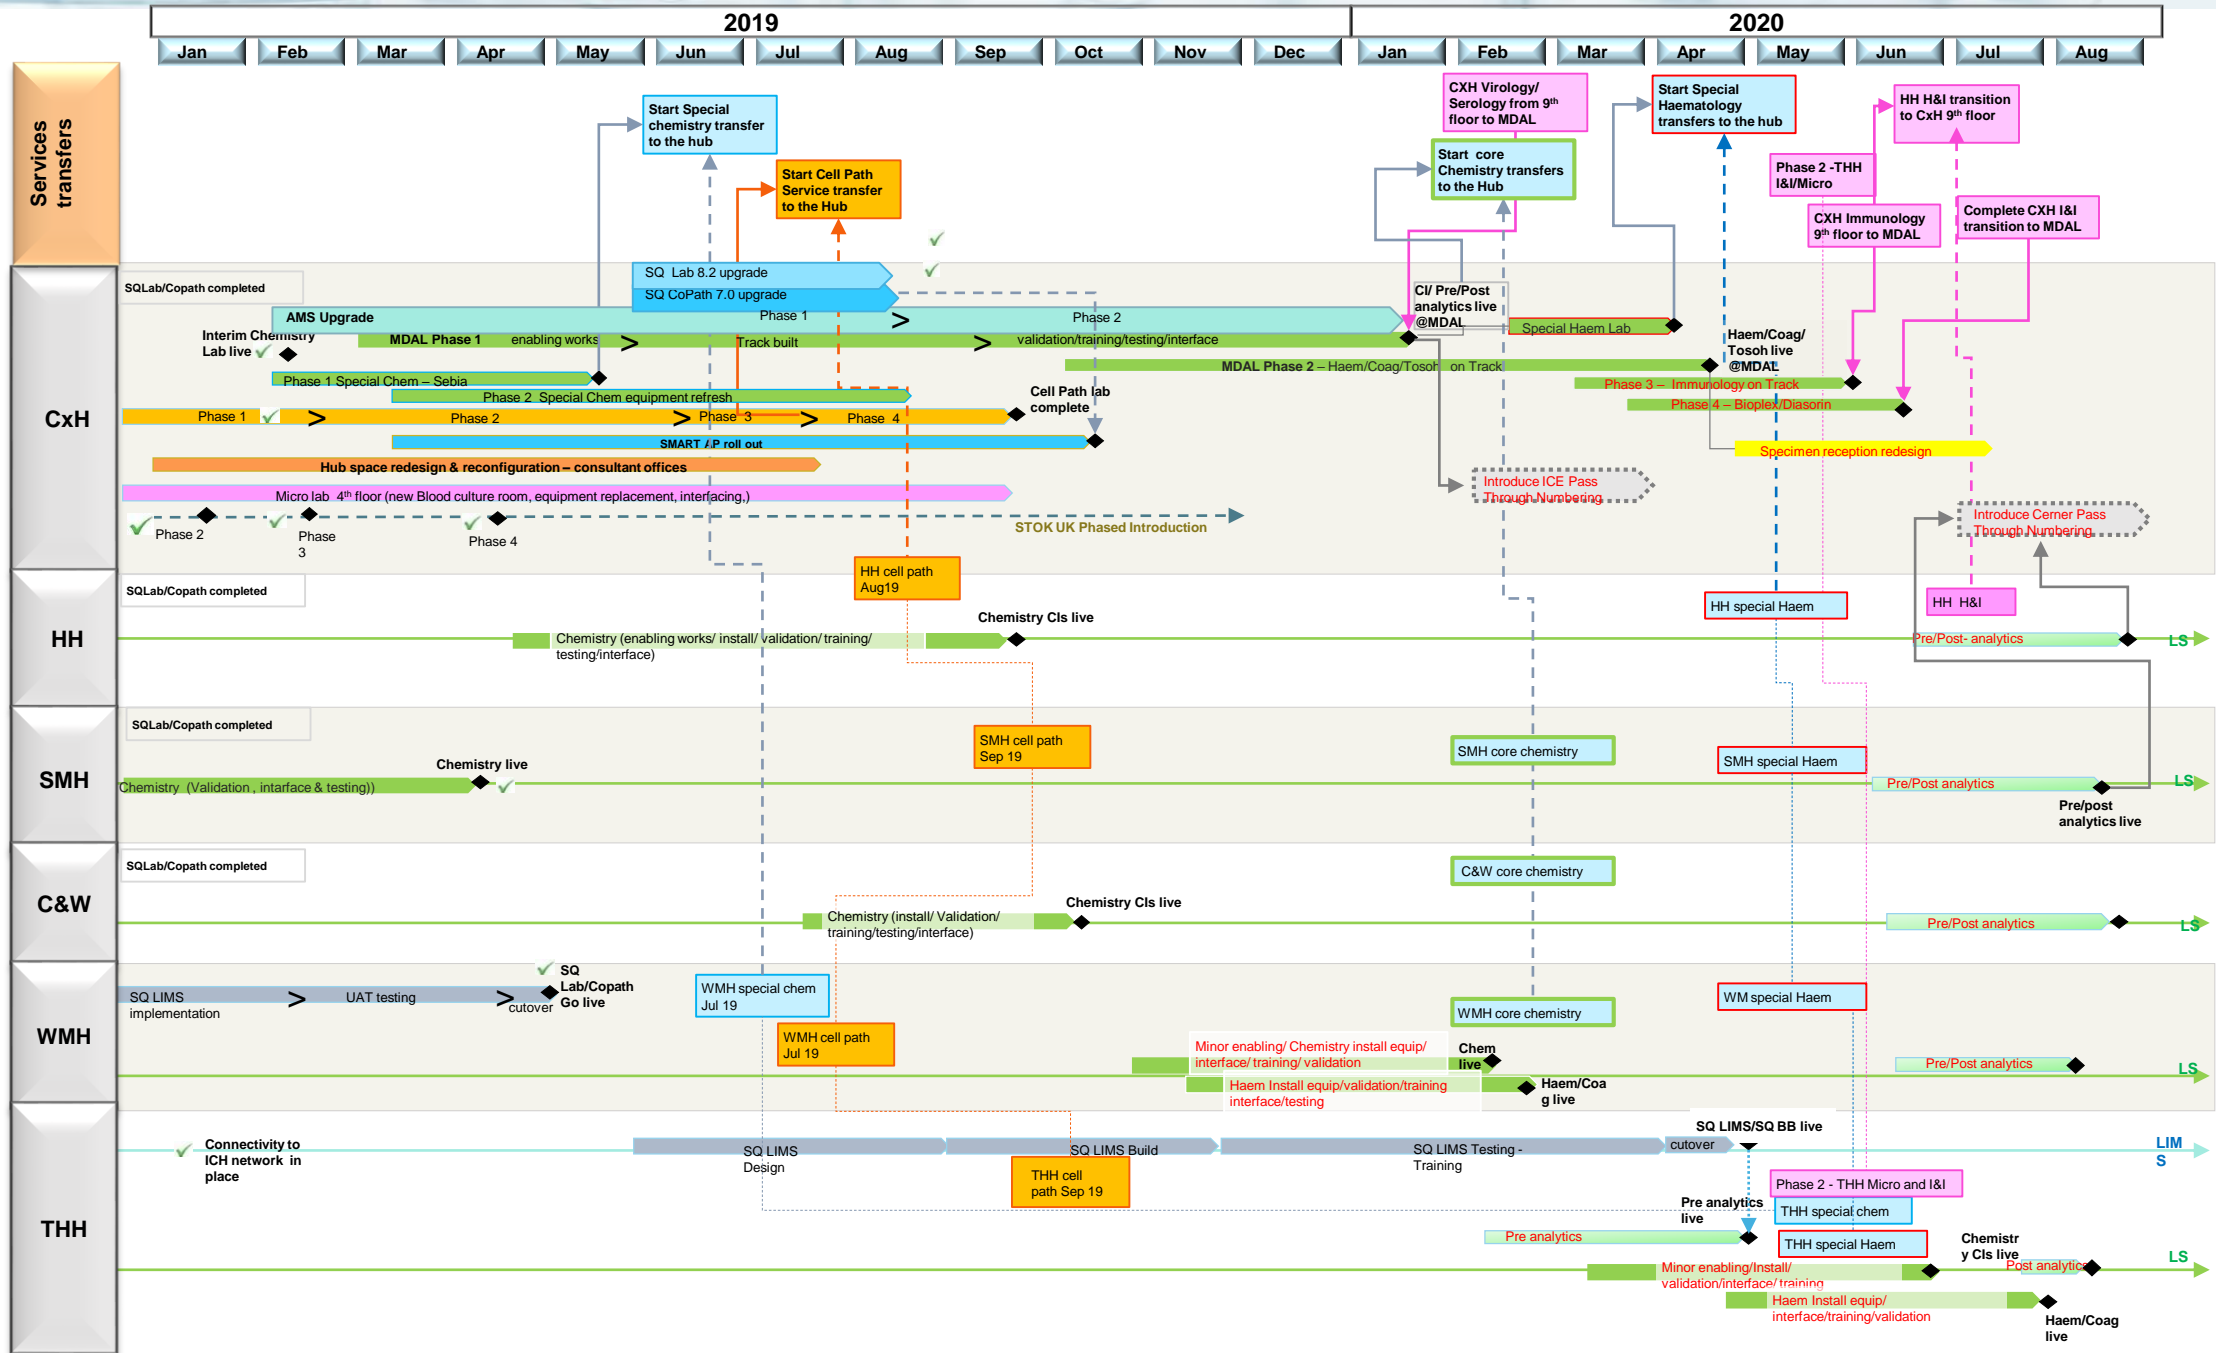 2019
2020
Jan
Feb
Mar
Apr
May
Jun
Jul
Aug
Sep
Oct
Nov
Dec
Jan
Feb
Mar
Apr
May
Jun
Jul
Aug
Services
transfers
Start Special
chemistry transfer
to the hub
Start Cell Path
Service transfer
to the Hub
CXH Virology/
Serology from 9th
floor to MDAL
Start core
Chemistry transfers
to the Hub
Start Special
Haematology
transfers to the hub
Phase 2 -THH
I&I/Micro
HH H&I transition
to CxH 9th floor
CXH Immunology
9th floor to MDAL
Complete CXH I&I
transition to MDAL
CxH
SQLab/Copath completed
SQ Lab 8.2 upgrade
SQ CoPath 7.0 upgrade
AMS Upgrade
Phase 1
>
Phase 2
CI/ Pre/Post
analytics live
@MDAL
Interim Chemistry
Lab live
MDAL Phase 1
enabling works
>
Track built
>
validation/training/testing/interface
Special Haem Lab
Haem/Coag/
Tosoh live
@MDAL
MDAL Phase 2 – Haem/Coag/Tosoh on Track
Phase 1 Special Chem – Sebia
Phase 3 – Immunology on Track
Phase 2 Special Chem equipment refresh
Cell Path lab
complete
Phase 4 – Bioplex/Diasorin
Phase 1
>
Phase 2
>
Phase 3
>
Phase 4
SMART AP roll out
Specimen reception redesign
Hub space redesign & reconfiguration – consultant offices
Introduce ICE Pass
Through Numbering
Micro lab 4th floor (new Blood culture room, equipment replacement, interfacing,)
Phase 2
Phase
3
Phase 4
STOK UK Phased Introduction
Introduce Cerner Pass
Through Numbering
HH
SQLab/Copath completed
HH cell path
Aug19
HH special Haem
HH H&I
Chemistry CIs live
Chemistry (enabling works/ install/ validation/ training/
testing/interface)
Pre/Post- analytics
LS
SMH
SQLab/Copath completed
SMH cell path
Sep 19
SMH core chemistry
SMH special Haem
Chemistry live
Chemistry (Validation , intarface & testing))
Pre/Post analytics
LS
Pre/post
analytics live
C&W
SQLab/Copath completed
C&W core chemistry
Chemistry CIs live
Chemistry (install/ Validation/
training/testing/interface)
Pre/Post analytics
LS
WMH
SQ LIMS
implementation
>
UAT testing
>
cutover
SQ
Lab/Copath
Go live
WMH special chem
Jul 19
WMH cell path
Jul 19
WMH core chemistry
WM special Haem
Minor enabling/ Chemistry install equip/
interface/ training/ validation
Chem
live
Pre/Post analytics
LS
Haem Install equip/validation/training
interface/testing
Haem/Coa
g live
THH
Connectivity to
ICH network in
place
SQ LIMS
Design
SQ LIMS Build
SQ LIMS Testing -
Training
cutover
SQ LIMS/SQ BB live
LIM
S
THH cell
path Sep 19
Phase 2 - THH Micro and I&I
Pre analytics
live
THH special chem
Pre analytics
THH special Haem
Chemistr
y CIs live
Minor enabling/Install/
validation/interface/ training
Post analytics
LS
Haem Install equip/
interface/training/validation
Haem/Coag
live